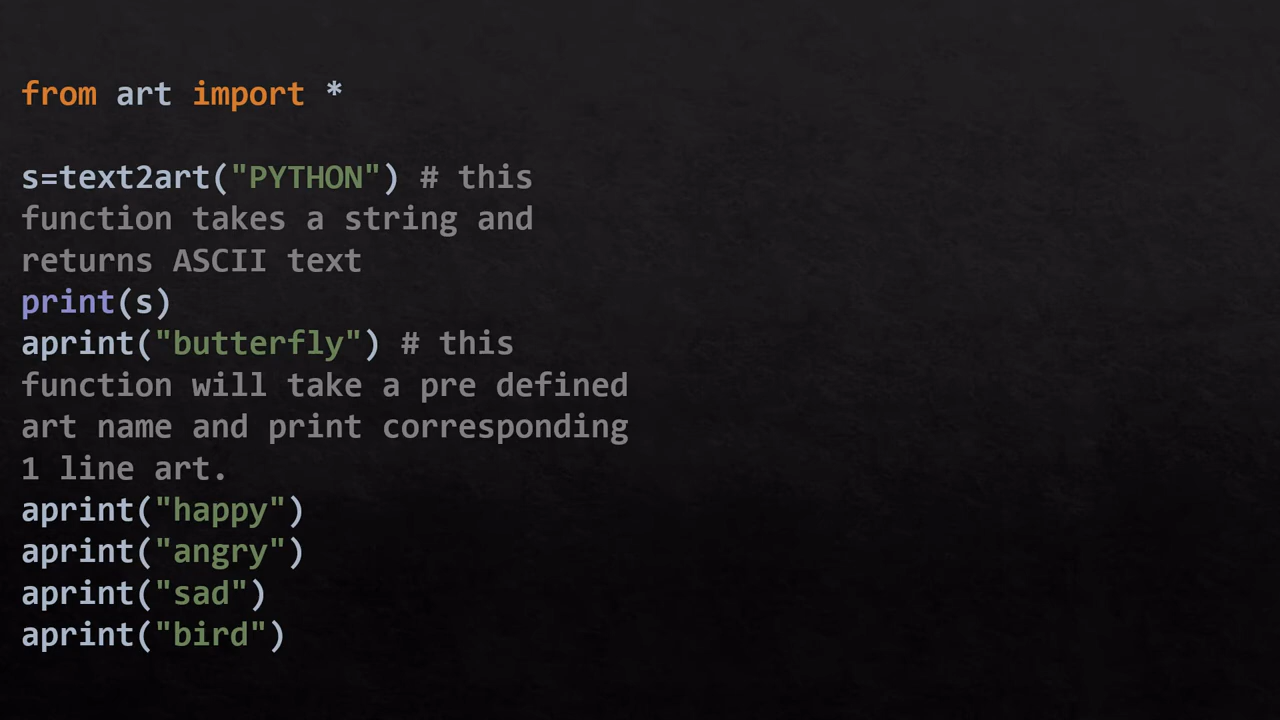 from art import *
s=text2art("PYTHON") # this
function takes a string and
returns ASCII text
print(s)
aprint("butterfly") # this
function will take a pre defined
art name and print corresponding
1 line art.
aprint("happy")
aprint("angry")
aprint("sad")
aprint("bird")